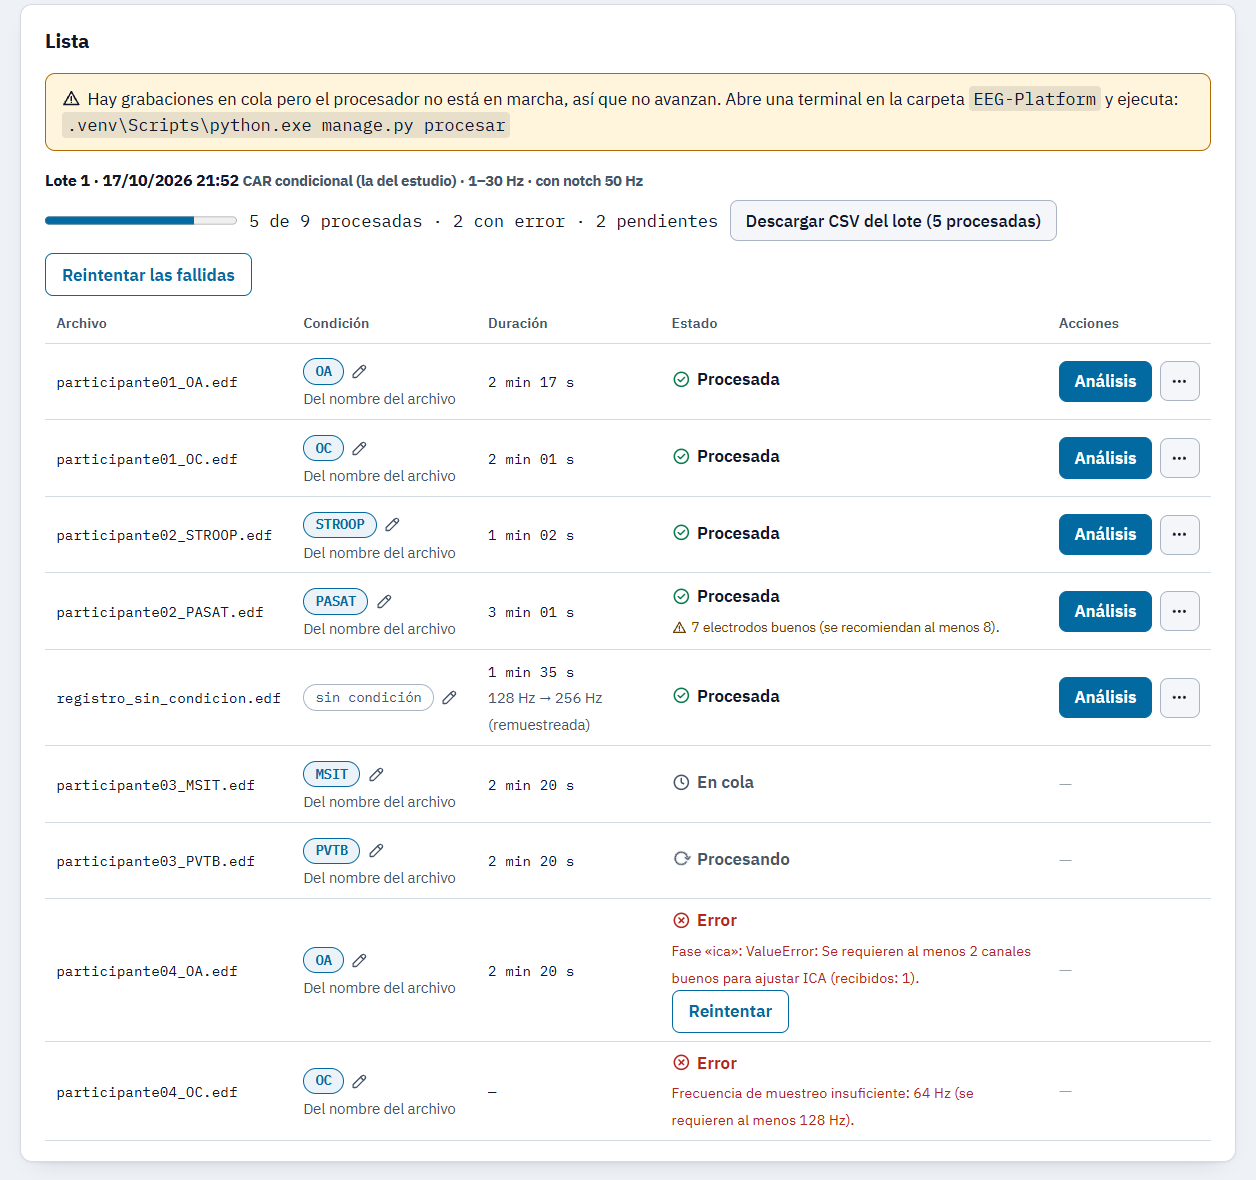 Lista
Hay grabaciones en cola pero el procesador no está en marcha, así que no avanzan. Abre una terminal en la carpeta EEG-Platform y ejecuta:
.venv\Scripts\python.exe manage.py procesar
Lote 1 · 17/10/2026 21:52 CAR condicional (la del estudio) · 1–30 Hz · con notch 50 Hz
5 de 9 procesadas · 2 con error · 2 pendientes Descargar CSV del lote (5 procesadas)
Reintentar las fallidas
Archivo Condición Duración Estado Acciones
participante01_OA.edf OA 2 min 17 s Procesada Análisis ···
Del nombre del archivo
participante01_OC.edf OC 2 min 01 s Procesada Análisis ···
Del nombre del archivo
participante02_STROOP.edf STROOP 1 min 02 s Procesada Análisis ···
Del nombre del archivo
participante02_PASAT.edf PASAT 3 min 01 s Procesada Análisis ···
Del nombre del archivo 7 electrodos buenos (se recomiendan al menos 8).
registro_sin_condicion.edf sin condición 1 min 35 s Procesada Análisis ···
128 Hz → 256 Hz
(remuestreada)
participante03_MSIT.edf MSIT 2 min 20 s En cola —
Del nombre del archivo
participante03_PVTB.edf PVTB 2 min 20 s Procesando —
Del nombre del archivo
participante04_OA.edf OA 2 min 20 s Error —
Del nombre del archivo Fase «ica»: ValueError: Se requieren al menos 2 canales
buenos para ajustar ICA (recibidos: 1).
Reintentar
participante04_OC.edf OC – Error —
Del nombre del archivo Frecuencia de muestreo insuficiente: 64 Hz (se
requieren al menos 128 Hz).